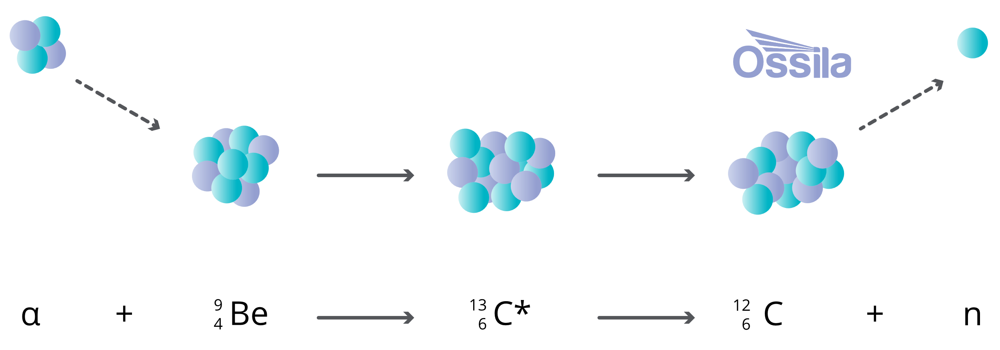 Ossila
α + ⁹₄Be → ¹³₆C* → ¹²₆C + n